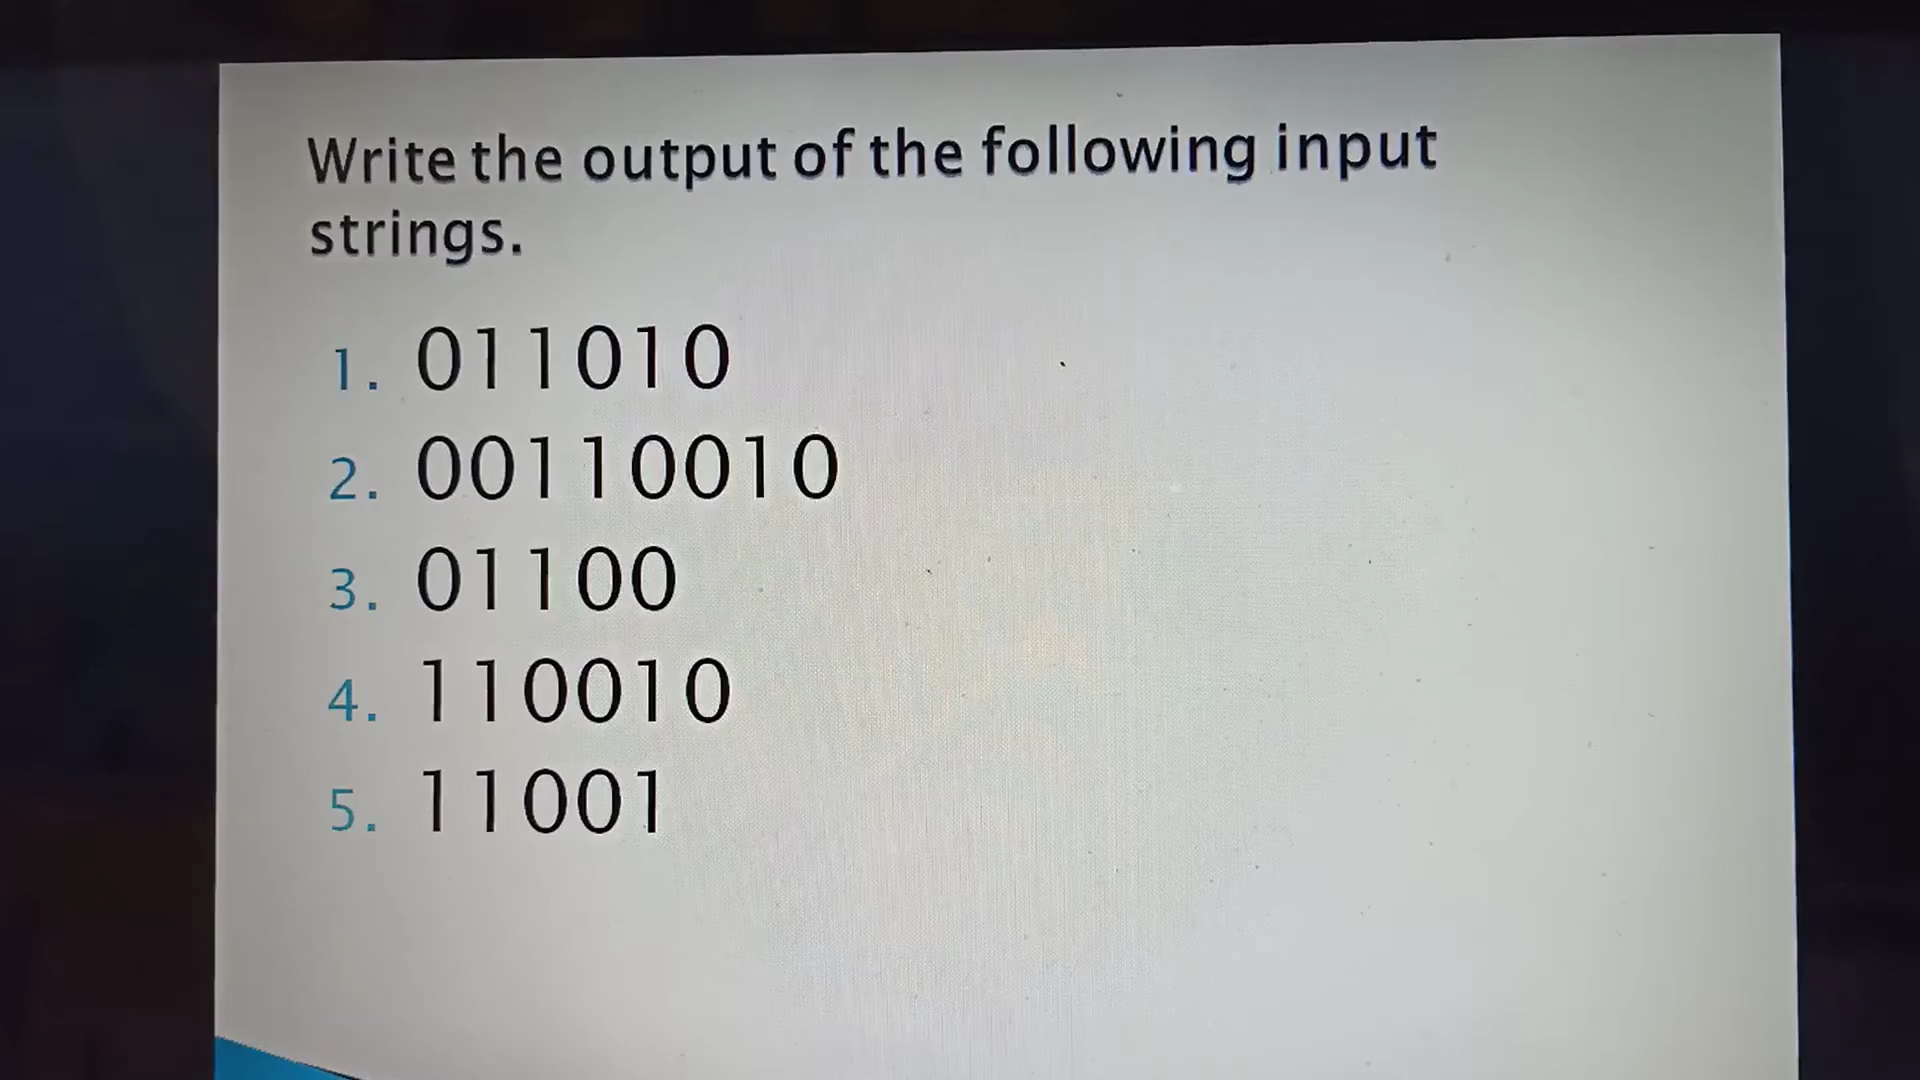 Write the output of the following input
strings.
1. 011010
2. 00110010
3. 01100
4. 110010
5. 11001